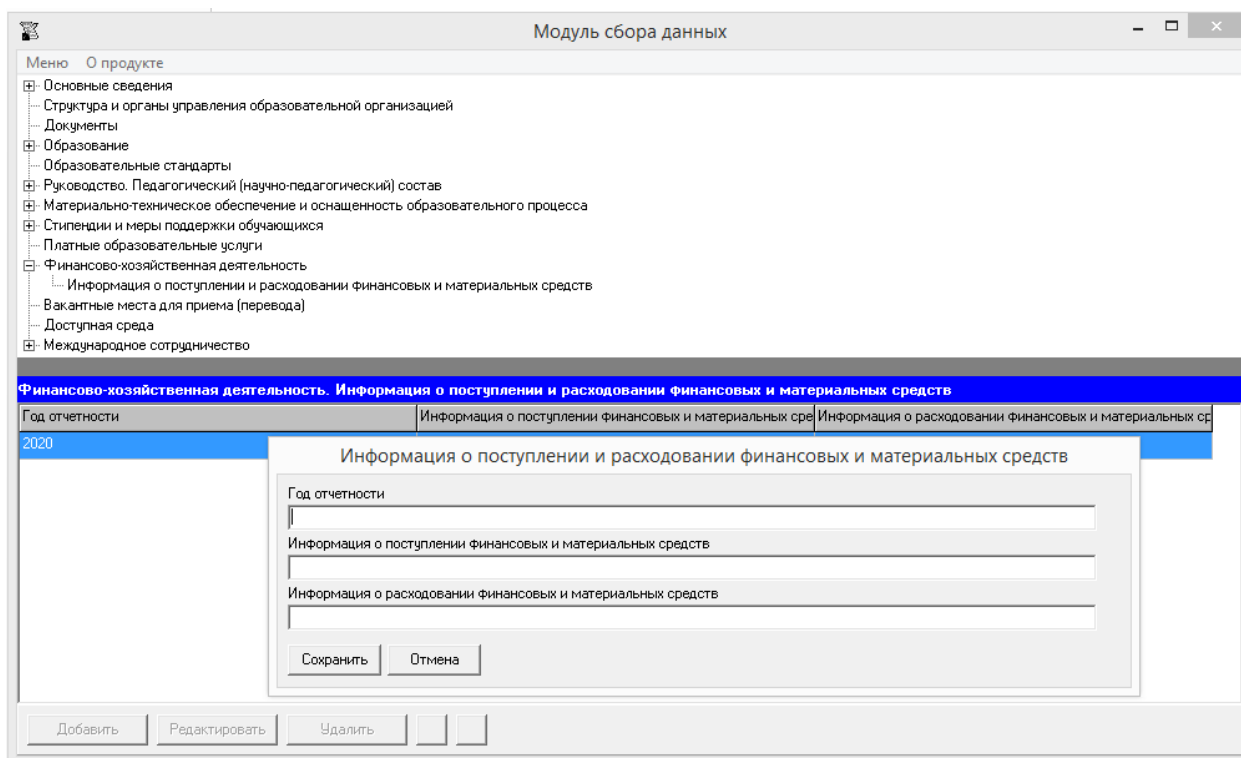 Модуль сбора данных
Меню О продукте
Основные сведения
Структура и органы управления образовательной организацией
Документы
Образование
Образовательные стандарты
Руководство. Педагогический (научно-педагогический) состав
Материально-техническое обеспечение и оснащенность образовательного процесса
Стипендии и меры поддержки обучающихся
Платные образовательные услуги
Финансово-хозяйственная деятельность
Информация о поступлении и расходовании финансовых и материальных средств
Вакантные места для приема (перевода)
Доступная среда
Международное сотрудничество
Финансово-хозяйственная деятельность. Информация о поступлении и расходовании финансовых и материальных средств
Год отчетности Информация о поступлении финансовых и материальных сре Информация о расходовании финансовых и материальных ср
2020
Информация о поступлении и расходовании финансовых и материальных средств
Год отчетности
Информация о поступлении финансовых и материальных средств
Информация о расходовании финансовых и материальных средств
Сохранить Отмена
Добавить Редактировать Удалить